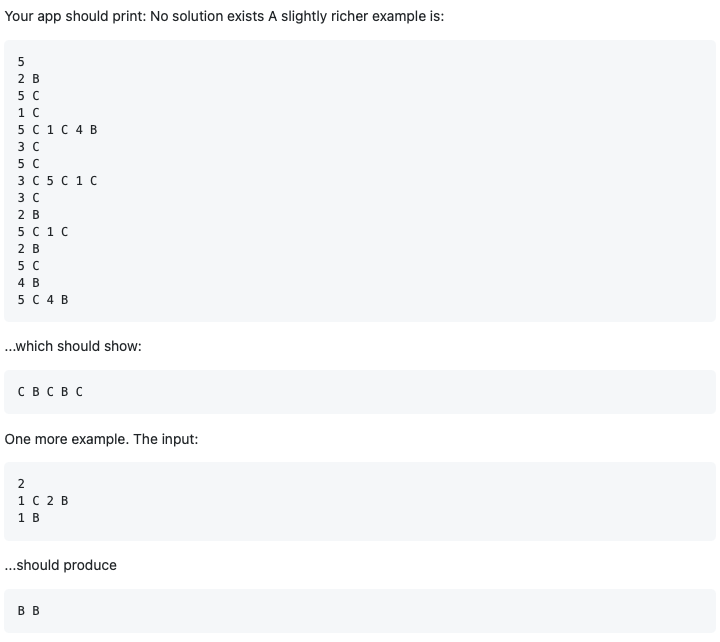 Your app should print: No solution exists A slightly richer example is:
5
2 B
5 C
1 C
5 C 1 C 4 B
3 C
5 C
3 C 5 C 1 C
3 C
2 B
5 C 1 C
2 B
5 C
4 B
5 C 4 B
...which should show:
C B C B C
One more example. The input:
2
1 C 2 B
1 B
...should produce
B B